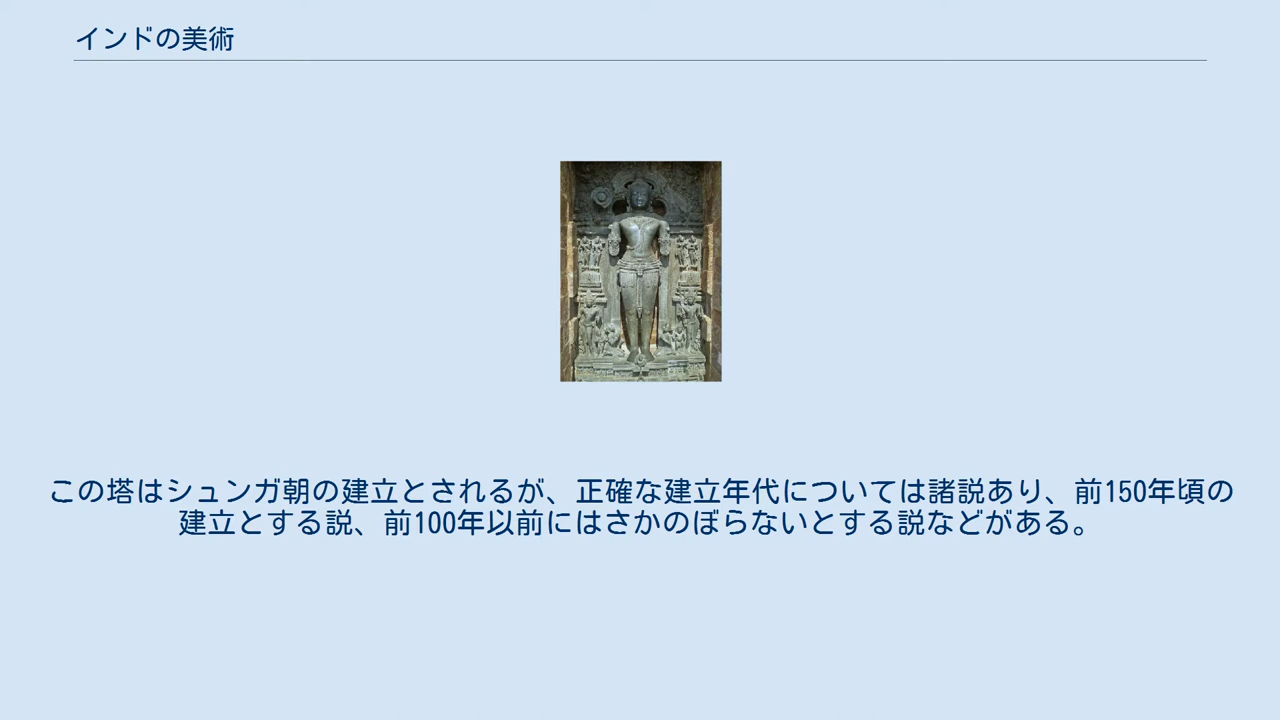 インドの美術
この塔はシュンガ朝の建立とされるが、正確な建立年代については諸説あり、前150年頃の
建立とする説、前100年以前にはさかのぼらないとする説などがある。